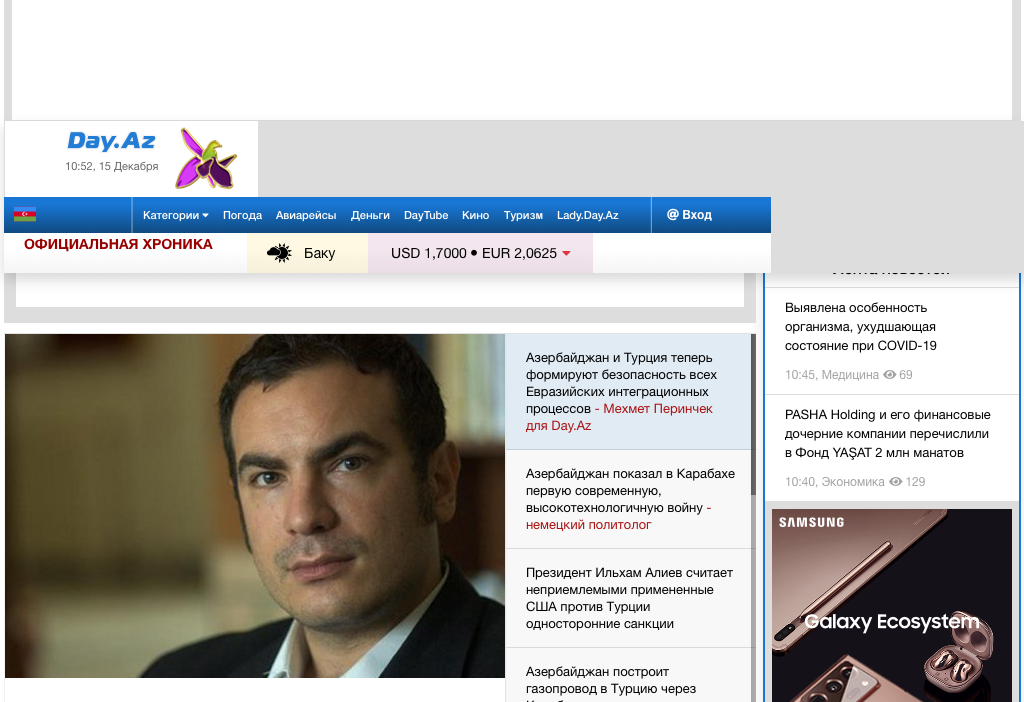 Day.Az
10:52, 15 Декабря
Категории Погода Авиарейсы Деньги DayTube Кино Туризм Lady.Day.Az @ Вход
ОФИЦИАЛЬНАЯ ХРОНИКА
Баку
USD 1,7000 • EUR 2,0625
Азербайджан и Турция теперь
формируют безопасность всех
Евразийских интеграционных
процессов - Мехмет Перинчек
для Day.Az
Азербайджан показал в Карабахе
первую современную,
высокотехнологичную войну -
немецкий политолог
Президент Ильхам Алиев считает
неприемлемыми примененные
США против Турции
односторонние санкции
Азербайджан построит
газопровод в Турцию через
Выявлена особенность
организма, ухудшающая
состояние при COVID-19
10:45, Медицина 69
PASHA Holding и его финансовые
дочерние компании перечислили
в Фонд YAŞAT 2 млн манатов
10:40, Экономика 129
SAMSUNG
Galaxy Ecosystem